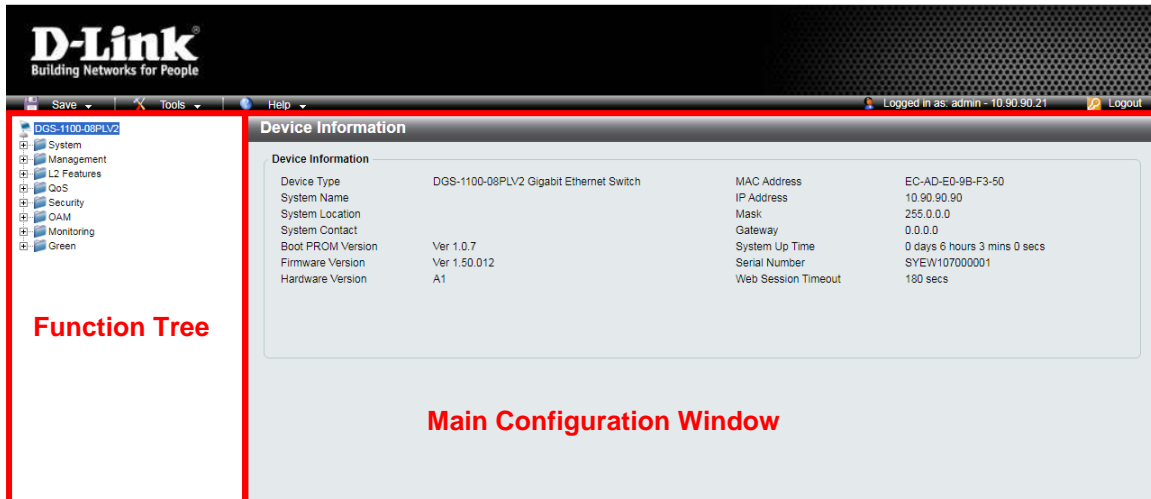 D-Link
Building Networks for People
Save Tools Help Logged in as: admin - 10.90.90.21 Logout
DGS-1100-08PLV2
System
Management
L2 Features
QoS
Security
OAM
Monitoring
Green
Function Tree
Device Information
Device Information
Device Type DGS-1100-08PLV2 Gigabit Ethernet Switch MAC Address EC-AD-E0-9B-F3-50
System Name IP Address 10.90.90.90
System Location Mask 255.0.0.0
System Contact Gateway 0.0.0.0
Boot PROM Version Ver 1.0.7 System Up Time 0 days 6 hours 3 mins 0 secs
Firmware Version Ver 1.50.012 Serial Number SYEW107000001
Hardware Version A1 Web Session Timeout 180 secs
Main Configuration Window